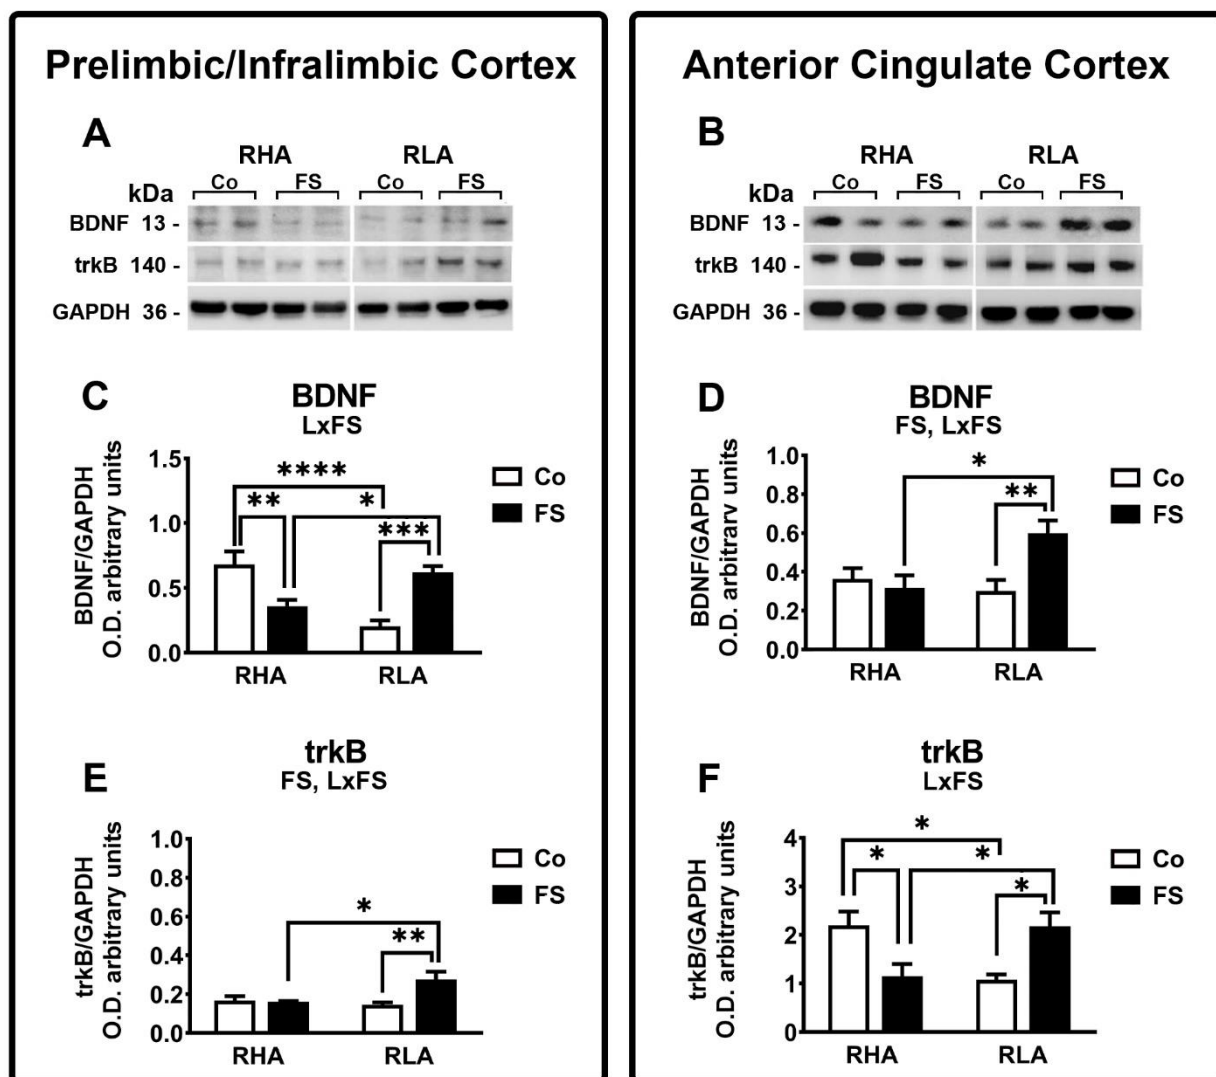 Prelimbic/Infralimbic Cortex
A
RHA RLA
kDa Co FS Co FS
BDNF 13 -
trkB 140 -
GAPDH 36 -
C
BDNF
LxFS
BDNF/GAPDH
O.D. arbitrary units
1.5
1.0
0.5
0.0
**** 
** *
***
Co
FS
RHA RLA
E
trkB
FS, LxFS
trkB/GAPDH
O.D. arbitrary units
1.0
0.8
0.6
0.4
0.2
0.0
*
**
Co
FS
RHA RLA
Anterior Cingulate Cortex
B
RHA RLA
kDa Co FS Co FS
BDNF 13 -
trkB 140 -
GAPDH 36 -
D
BDNF
FS, LxFS
BDNF/GAPDH
O.D. arbitrary units
1.0
0.8
0.6
0.4
0.2
0.0
*
**
Co
FS
RHA RLA
F
trkB
LxFS
trkB/GAPDH
O.D. arbitrary units
4
3
2
1
0
*
* *
*
Co
FS
RHA RLA